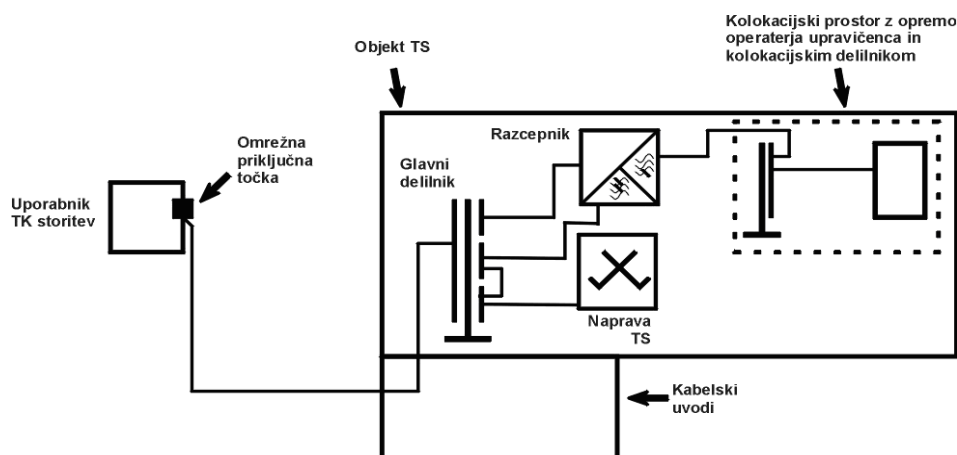 Kolokacijski prostor z opremo
operaterja upravičenca in
kolokacijskim delilnikom
Objekt TS
Omrežna
priključna
točka
Razcepnik
Glavni
delilnik
Uporabnik
TK storitev
Naprava
TS
Kabelski
uvodi